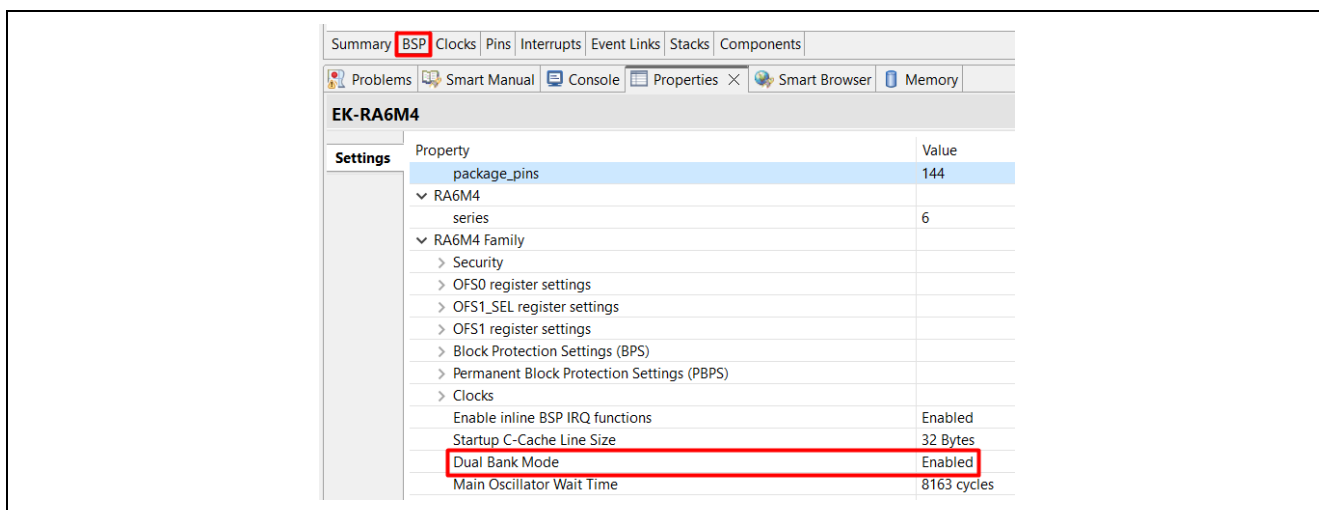 Summary BSP Clocks Pins Interrupts Event Links Stacks Components
Problems Smart Manual Console Properties Smart Browser Memory
EK-RA6M4
Settings Property Value
package_pins 144
RA6M4
series 6
RA6M4 Family
Security
OFS0 register settings
OFS1_SEL register settings
OFS1 register settings
Block Protection Settings (BPS)
Permanent Block Protection Settings (PBPS)
Clocks
Enable inline BSP IRQ functions Enabled
Startup C-Cache Line Size 32 Bytes
Dual Bank Mode Enabled
Main Oscillator Wait Time 8163 cycles